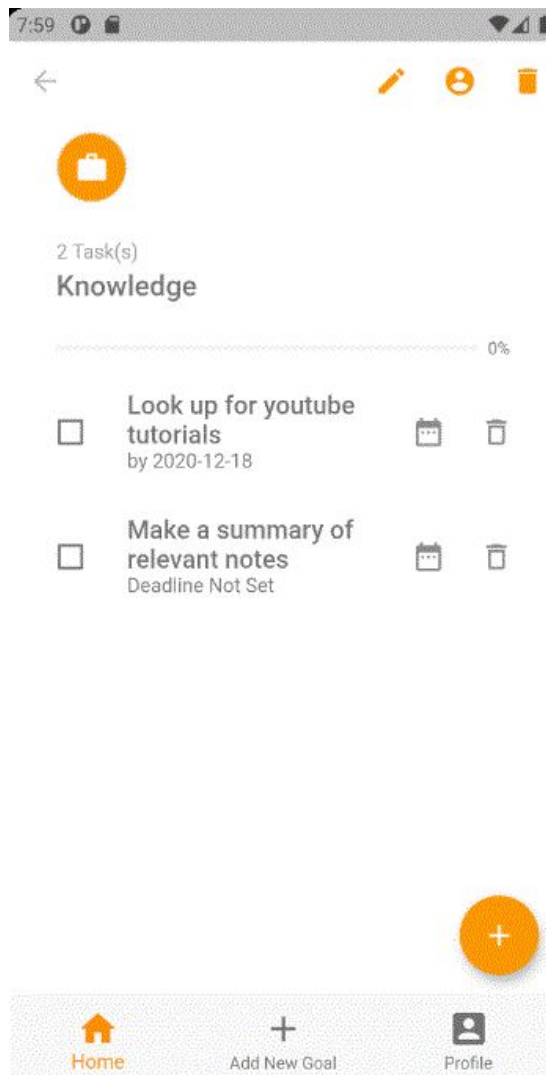 7:59
2 Task(s)
Knowledge
0%
Look up for youtube
tutorials
by 2020-12-18
Make a summary of
relevant notes
Deadline Not Set
Home
Add New Goal
Profile